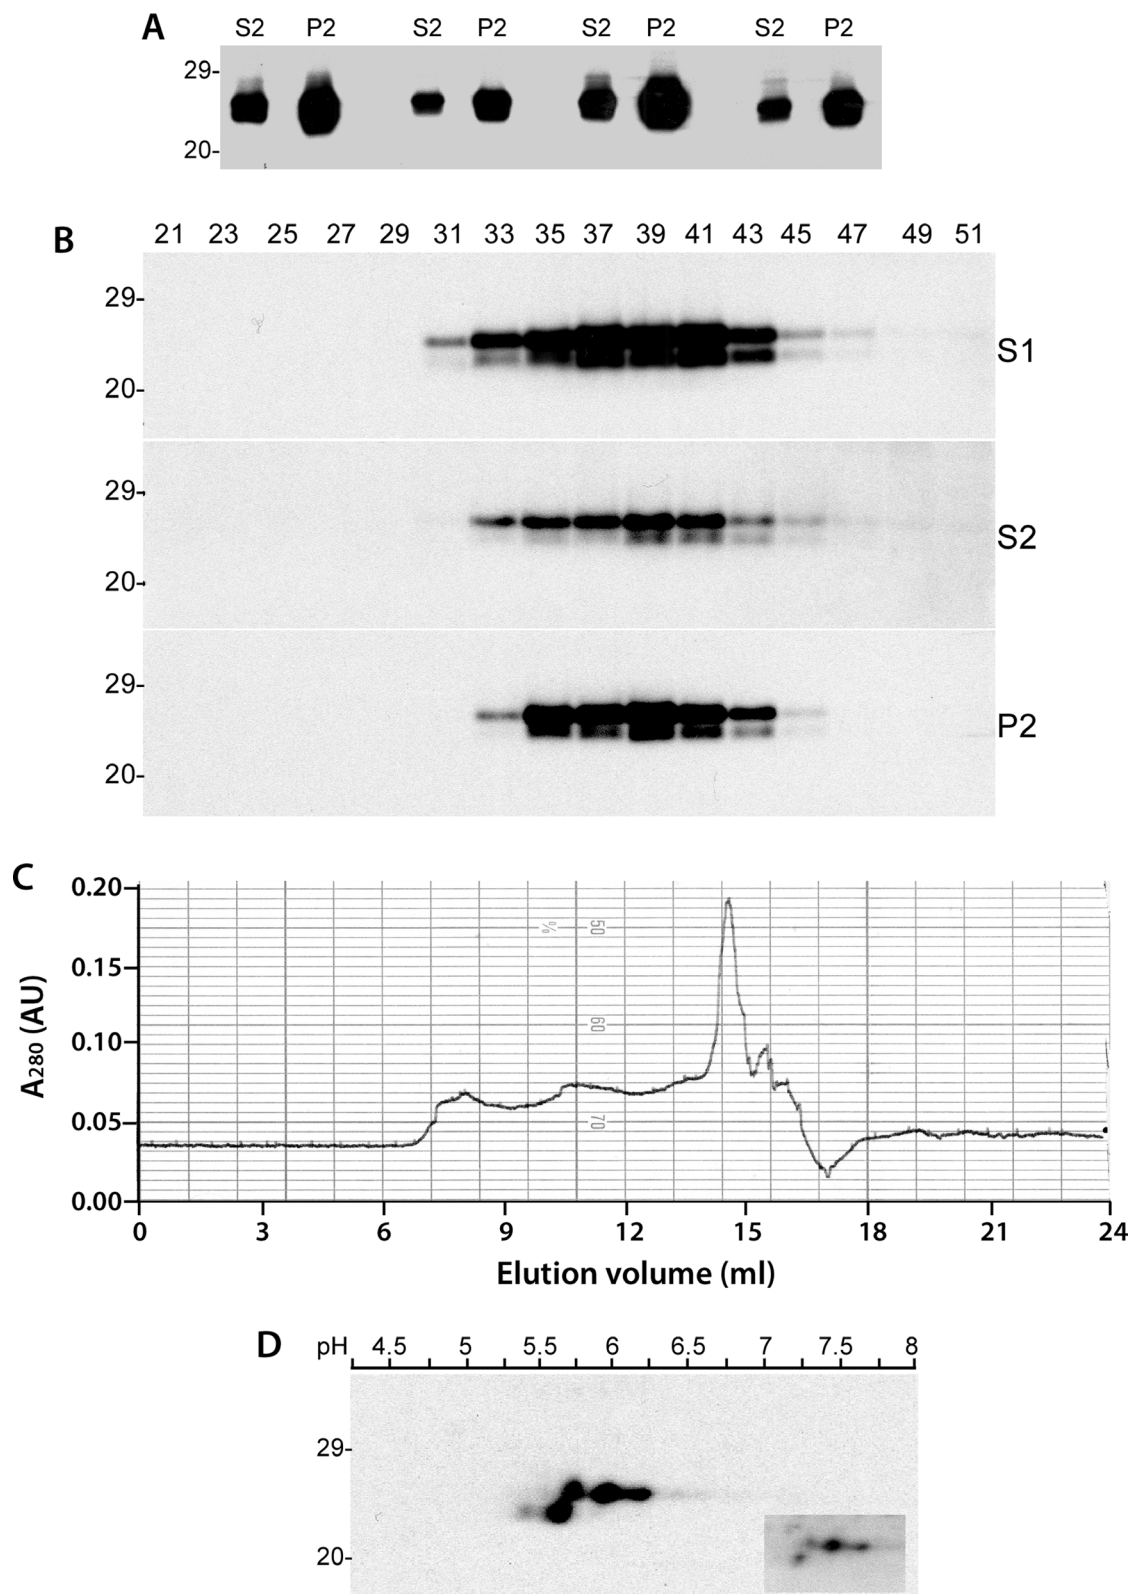 A S2 P2 S2 P2 S2 P2 S2 P2
29-
20-
B 21 23 25 27 29 31 33 35 37 39 41 43 45 47 49 51
29-
S1
20-
29-
S2
20-
29-
P2
20-
C
0.20
% 50
0.15
60
0.10
70
0.05
0.00
A280 (AU)
0 3 6 9 12 15 18 21 24
Elution volume (ml)
D pH 4.5 5 5.5 6 6.5 7 7.5 8
29-
20-